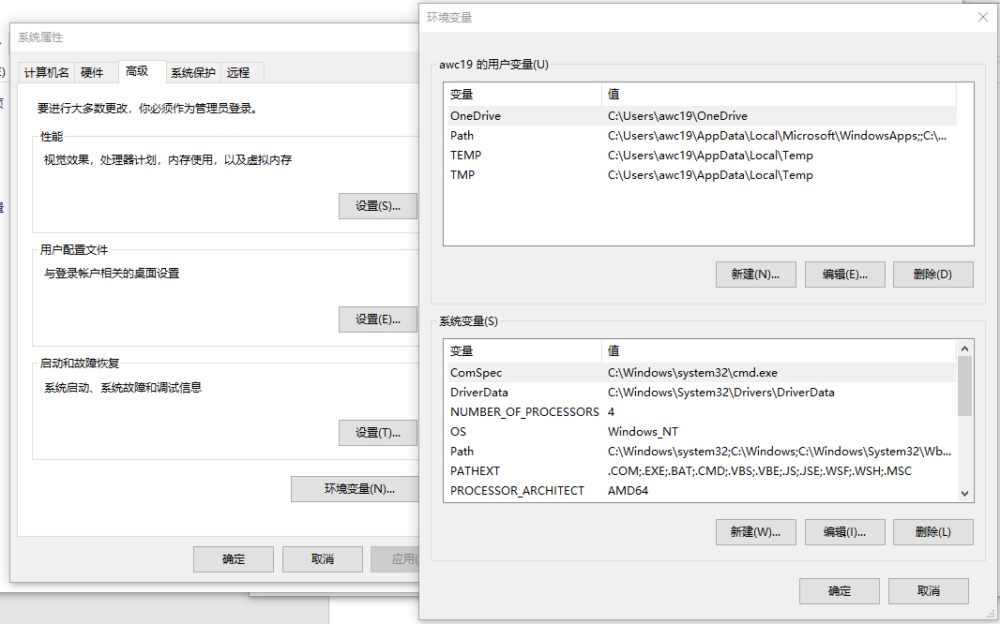 系统属性
计算机名 硬件 高级 系统保护 远程
要进行大多数更改，你必须作为管理员登录。
性能
视觉效果，处理器计划，内存使用，以及虚拟内存
设置(S)...
用户配置文件
与登录帐户相关的桌面设置
设置(E)...
启动和故障恢复
系统启动、系统故障和调试信息
设置(T)...
环境变量(N)...
确定 取消 应用(
环境变量
awc19 的用户变量(U)
变量 值
OneDrive C:\Users\awc19\OneDrive
Path C:\Users\awc19\AppData\Local\Microsoft\WindowsApps;;C:\...
TEMP C:\Users\awc19\AppData\Local\Temp
TMP C:\Users\awc19\AppData\Local\Temp
新建(N)... 编辑(E)... 删除(D)
系统变量(S)
变量 值
ComSpec C:\Windows\system32\cmd.exe
DriverData C:\Windows\System32\Drivers\DriverData
NUMBER_OF_PROCESSORS 4
OS Windows_NT
Path C:\Windows\system32;C:\Windows;C:\Windows\System32\Wb...
PATHEXT .COM;.EXE;.BAT;.CMD;.VBS;.VBE;.JS;.JSE;.WSF;.WSH;.MSC
PROCESSOR_ARCHITECT AMD64
新建(W)... 编辑(I)... 删除(L)
确定 取消